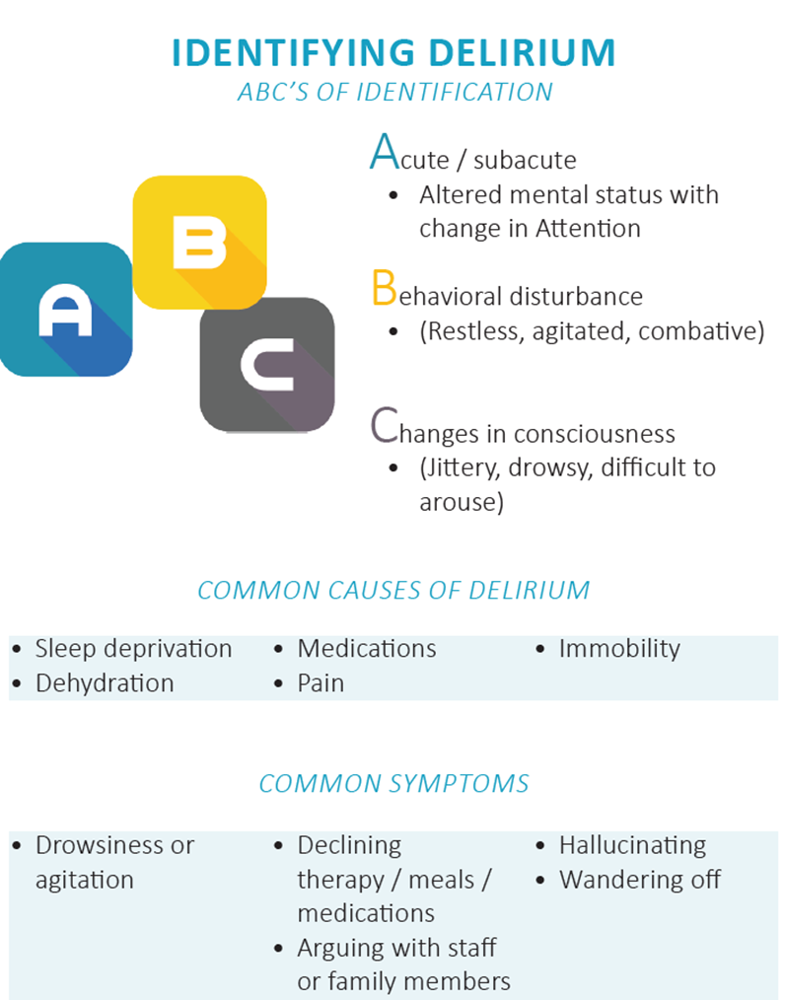 IDENTIFYING DELIRIUM
ABC'S OF IDENTIFICATION
A
B
C
Acute / subacute
• Altered mental status with
change in Attention
Behavioral disturbance
• (Restless, agitated, combative)
Changes in consciousness
• (Jittery, drowsy, difficult to
arouse)
COMMON CAUSES OF DELIRIUM
• Sleep deprivation
• Dehydration
• Medications
• Pain
• Immobility
COMMON SYMPTOMS
• Drowsiness or
agitation
• Declining
therapy / meals /
medications
• Arguing with staff
or family members
• Hallucinating
• Wandering off